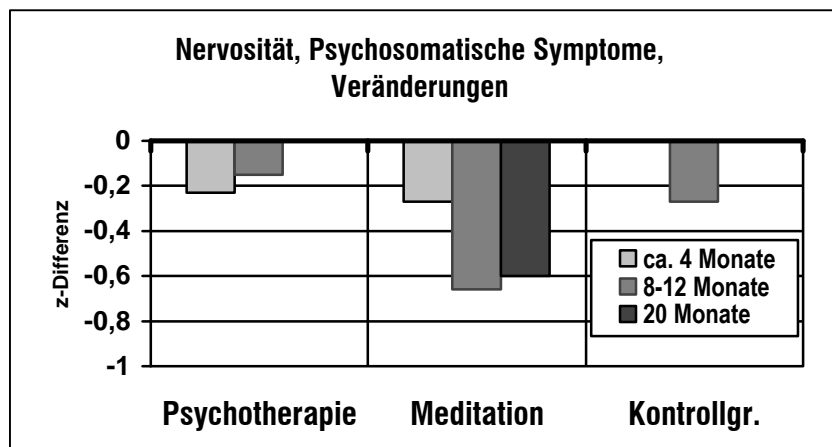 Nervosität, Psychosomatische Symptome,
Veränderungen
z-Differenz
0
-0,2
-0,4
-0,6
-0,8
-1
ca. 4 Monate
8-12 Monate
20 Monate
Psychotherapie Meditation Kontrollgr.